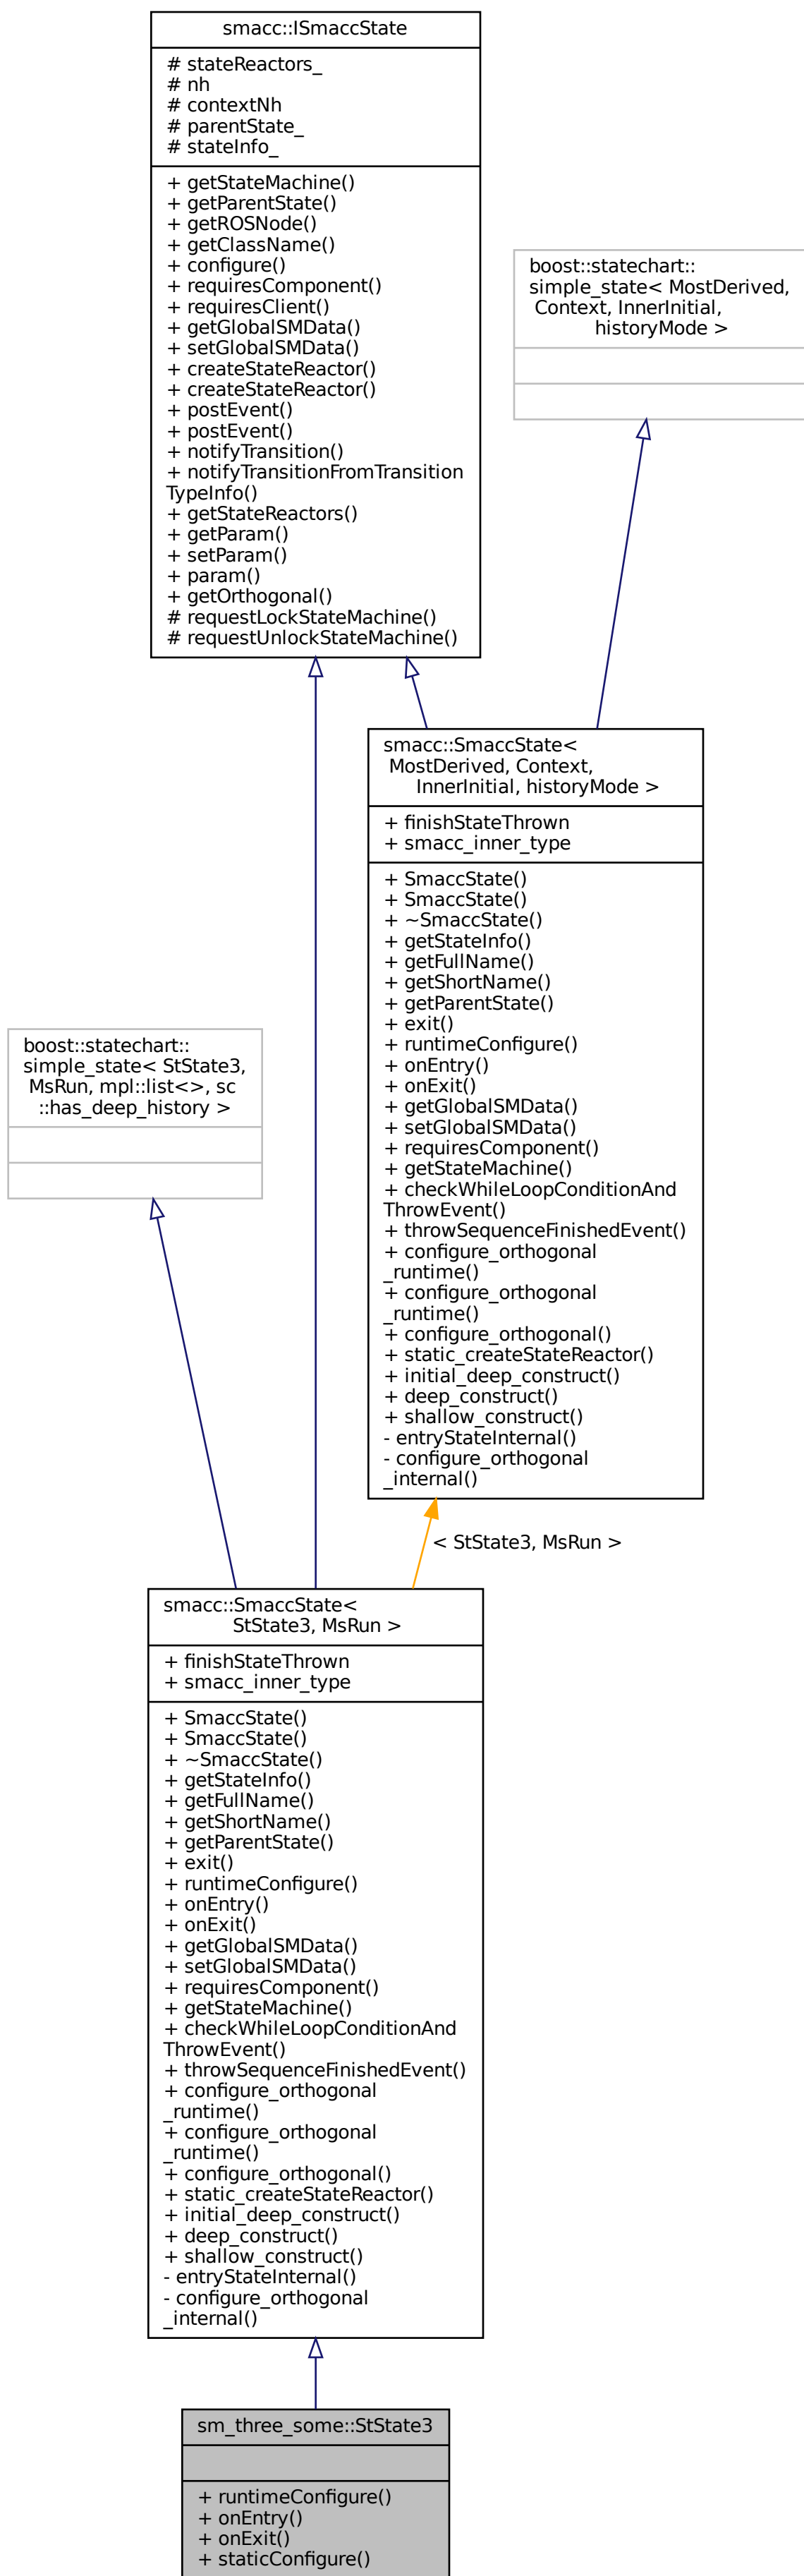 smacc::ISmaccState
# stateReactors_
# nh
# contextNh
# parentState_
# stateInfo_
+ getStateMachine()
+ getParentState()
+ getROSNode()
+ getClassName()
+ configure()
+ requiresComponent()
+ requiresClient()
+ getGlobalSMData()
+ setGlobalSMData()
+ createStateReactor()
+ createStateReactor()
+ postEvent()
+ postEvent()
+ notifyTransition()
+ notifyTransitionFromTransition
TypeInfo()
+ getStateReactors()
+ getParam()
+ setParam()
+ param()
+ getOrthogonal()
# requestLockStateMachine()
# requestUnlockStateMachine()
boost::statechart::
simple_state< MostDerived,
Context, InnerInitial,
historyMode >
smacc::SmaccState<
MostDerived, Context,
InnerInitial, historyMode >
+ finishStateThrown
+ smacc_inner_type
+ SmaccState()
+ SmaccState()
+ ~SmaccState()
+ getStateInfo()
+ getFullName()
+ getShortName()
+ getParentState()
+ exit()
+ runtimeConfigure()
+ onEntry()
+ onExit()
+ getGlobalSMData()
+ setGlobalSMData()
+ requiresComponent()
+ getStateMachine()
+ checkWhileLoopConditionAnd
ThrowEvent()
+ throwSequenceFinishedEvent()
+ configure_orthogonal
_runtime()
+ configure_orthogonal
_runtime()
+ configure_orthogonal()
+ static_createStateReactor()
+ initial_deep_construct()
+ deep_construct()
+ shallow_construct()
- entryStateInternal()
- configure_orthogonal
_internal()
boost::statechart::
simple_state< StState3,
MsRun, mpl::list<>, sc
::has_deep_history >
< StState3, MsRun >
smacc::SmaccState<
StState3, MsRun >
+ finishStateThrown
+ smacc_inner_type
+ SmaccState()
+ SmaccState()
+ ~SmaccState()
+ getStateInfo()
+ getFullName()
+ getShortName()
+ getParentState()
+ exit()
+ runtimeConfigure()
+ onEntry()
+ onExit()
+ getGlobalSMData()
+ setGlobalSMData()
+ requiresComponent()
+ getStateMachine()
+ checkWhileLoopConditionAnd
ThrowEvent()
+ throwSequenceFinishedEvent()
+ configure_orthogonal
_runtime()
+ configure_orthogonal
_runtime()
+ configure_orthogonal()
+ static_createStateReactor()
+ initial_deep_construct()
+ deep_construct()
+ shallow_construct()
- entryStateInternal()
- configure_orthogonal
_internal()
sm_three_some::StState3
+ runtimeConfigure()
+ onEntry()
+ onExit()
+ staticConfigure()